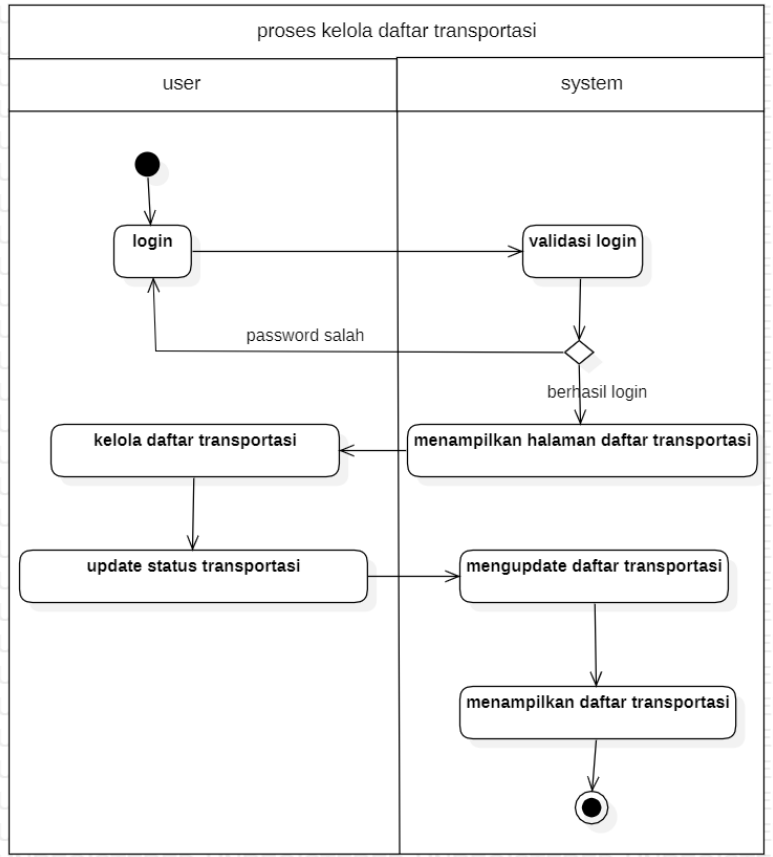 proses kelola daftar transportasi
user
system
login
validasi login
password salah
berhasil login
kelola daftar transportasi
menampilkan halaman daftar transportasi
update status transportasi
mengupdate daftar transportasi
menampilkan daftar transportasi